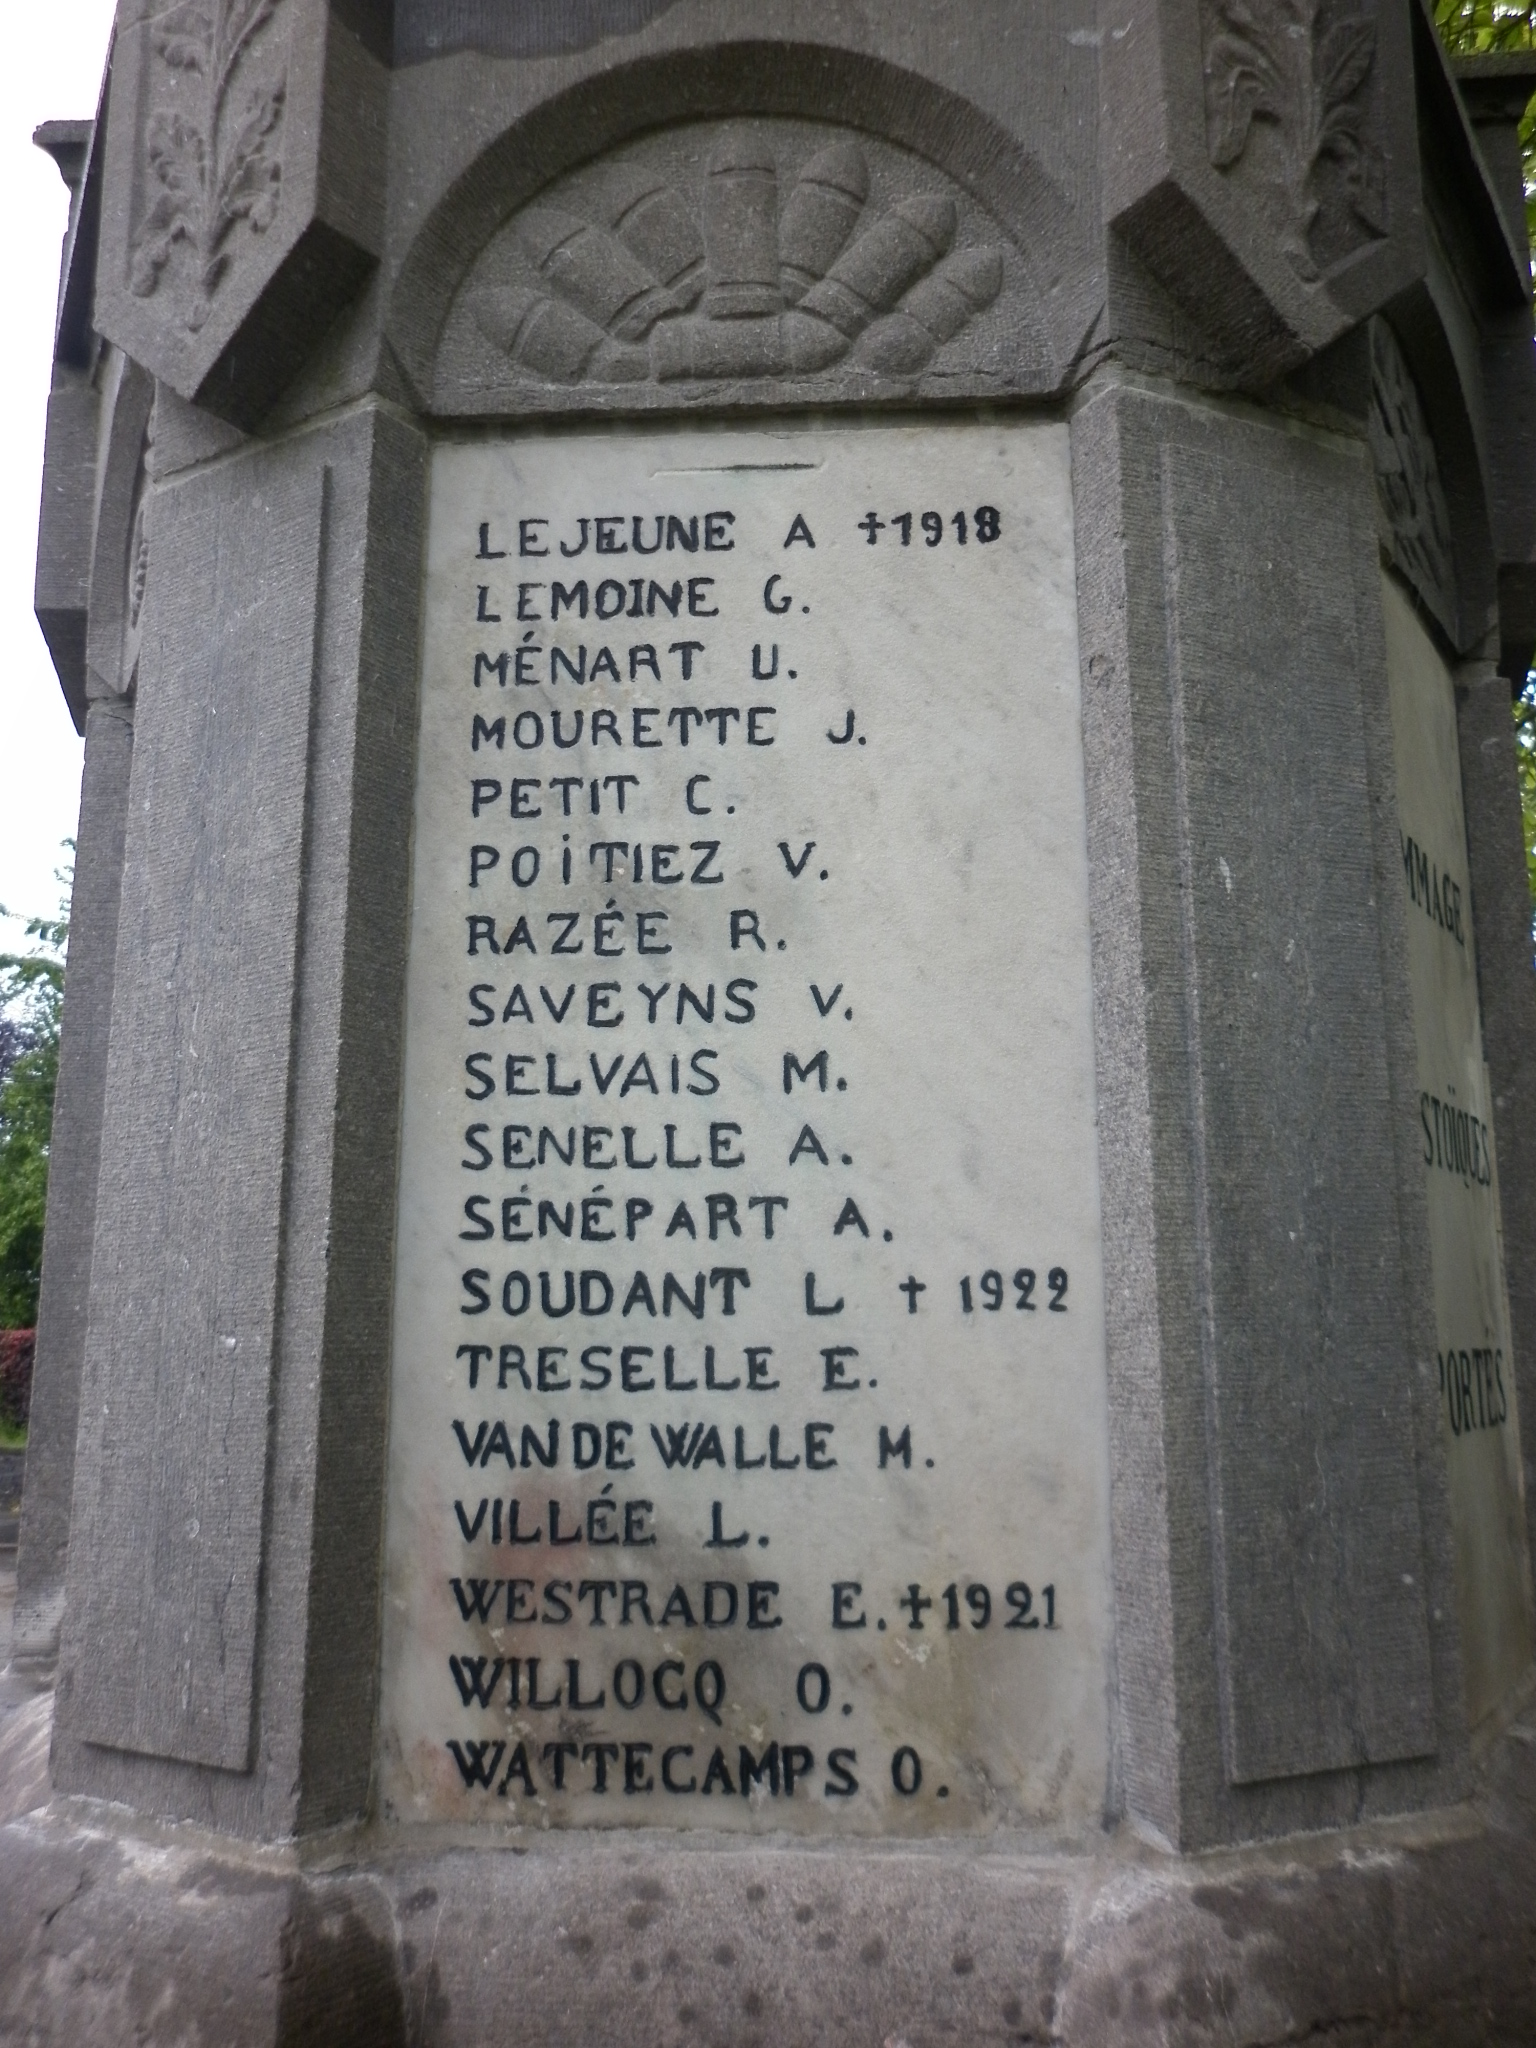 LEJEUNE A †1918
LEMOINE G.
MÉNART U.
MOURETTE J.
PETIT C.
POiTIEZ V.
RAZÉE R.
SAVEYNS V.
SELVAIS M.
SENELLE A.
SÉNÉPART A.
SOUDANT L † 1922
TRESELLE E.
VANDEWALLE M.
VILLÉE L.
WESTRADE E.†1921
WILLOCQ O.
WATTECAMPS O.
MMAGE
STOÏQUES
PORTÉS